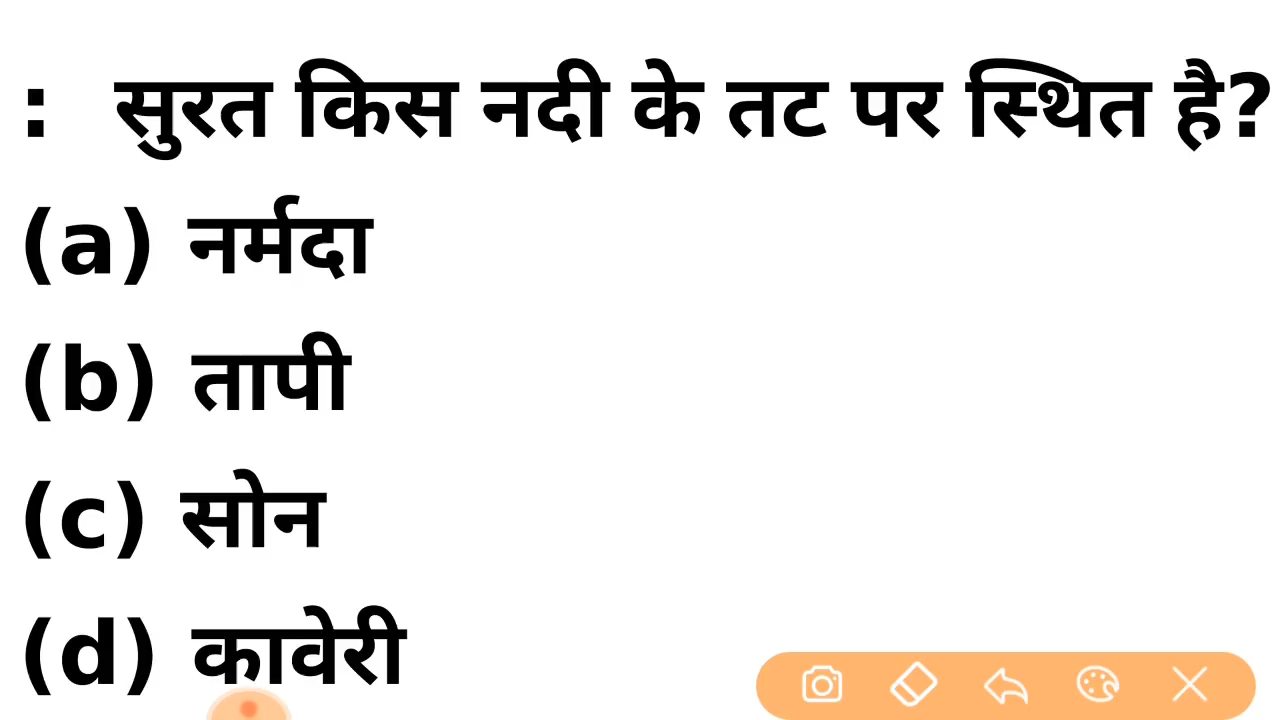 : सुरत किस नदी के तट पर स्थित है?
(a) नर्मदा
(b) तापी
(c) सोन
(d) कावेरी